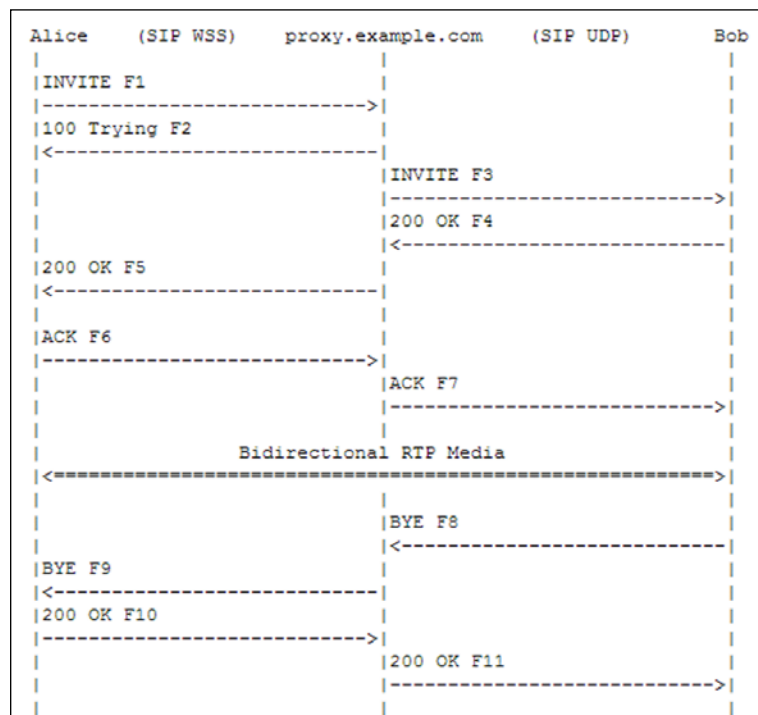 Alice (SIP WSS) proxy.example.com (SIP UDP) Bob
INVITE F1
100 Trying F2
INVITE F3
200 OK F4
200 OK F5
ACK F6
ACK F7
Bidirectional RTP Media
BYE F8
BYE F9
200 OK F10
200 OK F11